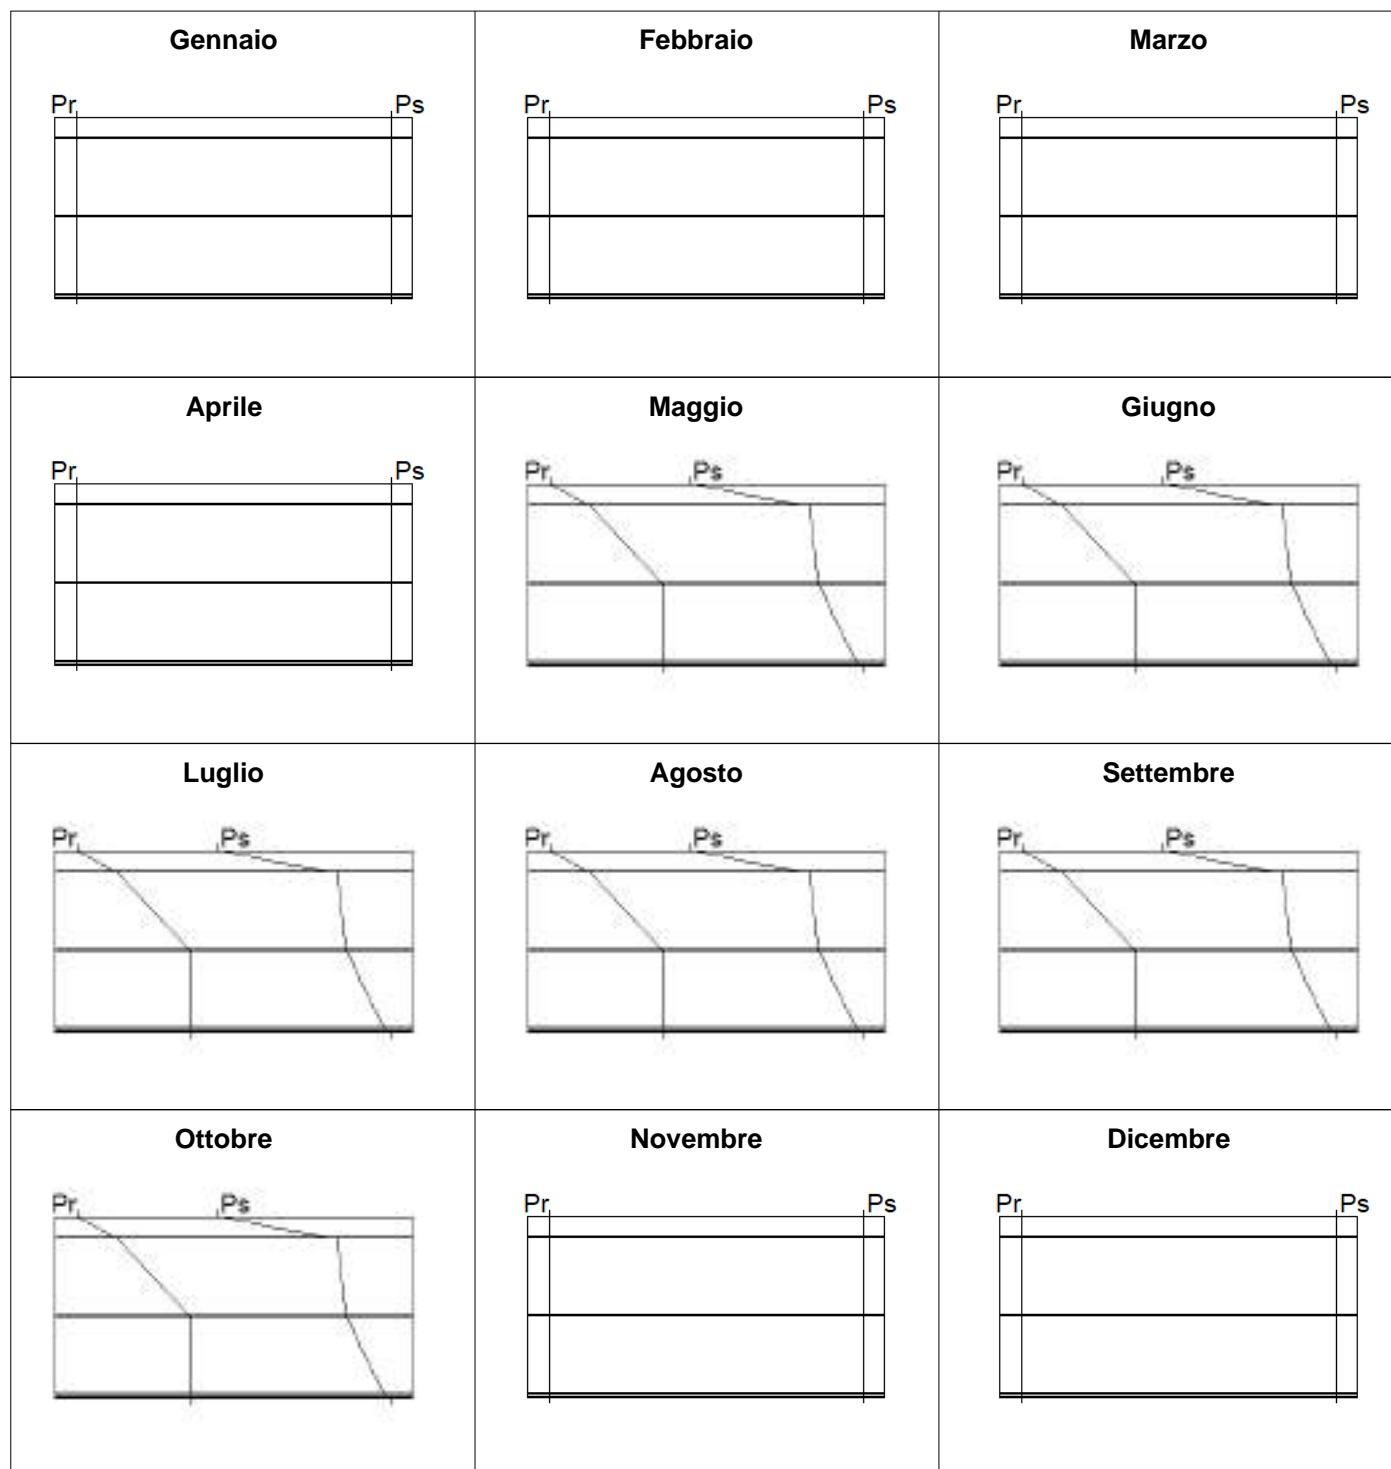 Gennaio Febbraio Marzo
Pr Ps Pr Ps Pr Ps
Aprile Maggio Giugno
Pr Ps Pr Ps Pr Ps
Luglio Agosto Settembre
Pr Ps Pr Ps Pr Ps
Ottobre Novembre Dicembre
Pr Ps Pr Ps Pr Ps